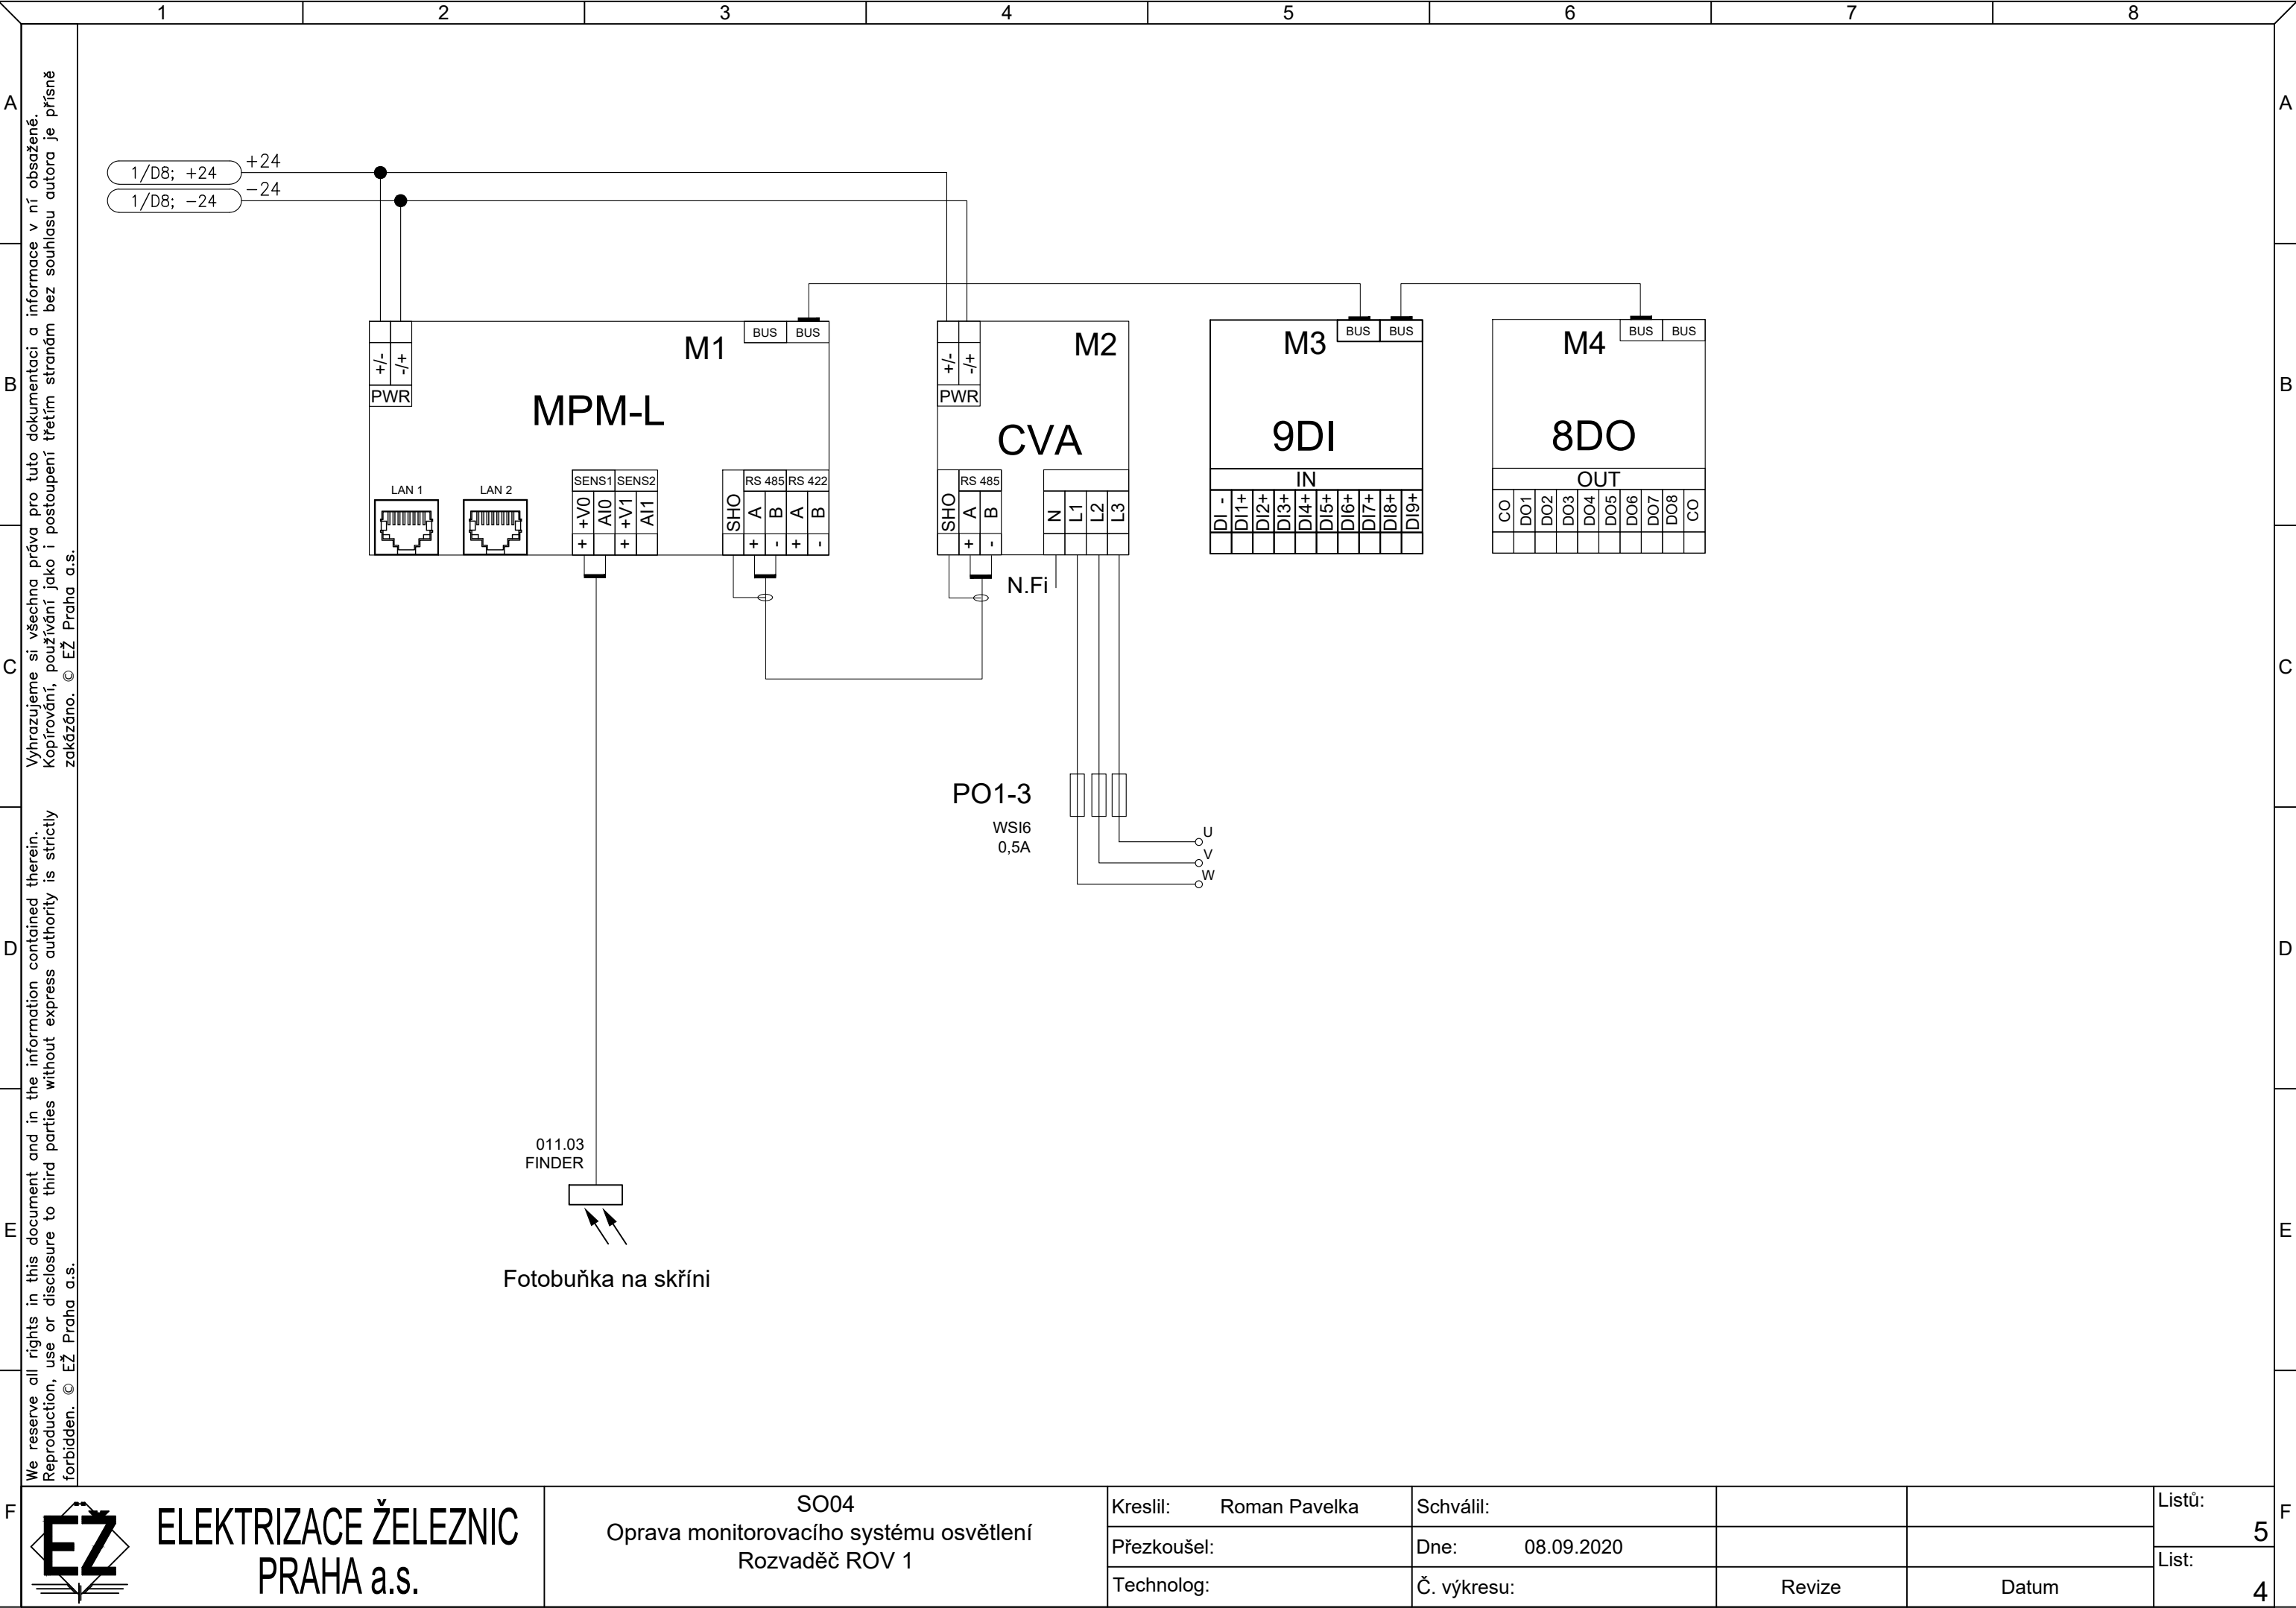 1 2 3 4 5 6 7 8
A
B
C
D
E
F
A
B
C
D
E
F
Vyhrazujeme si všechna práva pro tuto dokumentaci a informace v ní obsažené.
Kopírování, používání jako i postoupení třetím stranám bez souhlasu autora je přísně
zakázáno. © EŽ Praha a.s.
We reserve all rights in this document and in the information contained therein.
Reproduction, use or disclosure to third parties without express authority is strictly
forbidden. © EŽ Praha a.s.
1/D8; +24 +24
1/D8; −24 −24
M1
BUS BUS
+/- -/+
PWR
MPM-L
LAN 1 LAN 2
SENS1 SENS2
+V0 AI0 +V1 AI1
+ +
RS 485 RS 422
SHO A B A B
+ - + -
M2
+/- -/+
PWR
CVA
RS 485
SHO A B N L1 L2 L3
+ -
N.Fi
M3
BUS BUS
9DI
IN
DI - DI1+ DI2+ DI3+ DI4+ DI5+ DI6+ DI7+ DI8+ DI9+
M4
BUS BUS
8DO
OUT
CO DO1 DO2 DO3 DO4 DO5 DO6 DO7 DO8 CO
PO1-3
WSI6
0,5A
U
V
W
011.03
FINDER
Fotobuňka na skříni
EŽ
ELEKTRIZACE ŽELEZNIC
PRAHA a.s.
SO04
Oprava monitorovacího systému osvětlení
Rozvaděč ROV 1
Kreslil: Roman Pavelka
Přezkoušel:
Technolog:
Schválil:
Dne: 08.09.2020
Č. výkresu:
Revize
Datum
Listů:
5
List:
4